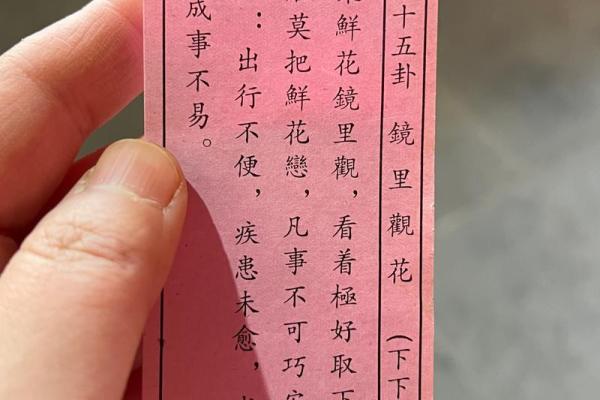 十五卦 鏡里觀花 (下下
鮮花鏡里觀，看着極好取下
莫把鮮花戀，凡事不可巧
：出行不便，疾患未愈，
成事不易。